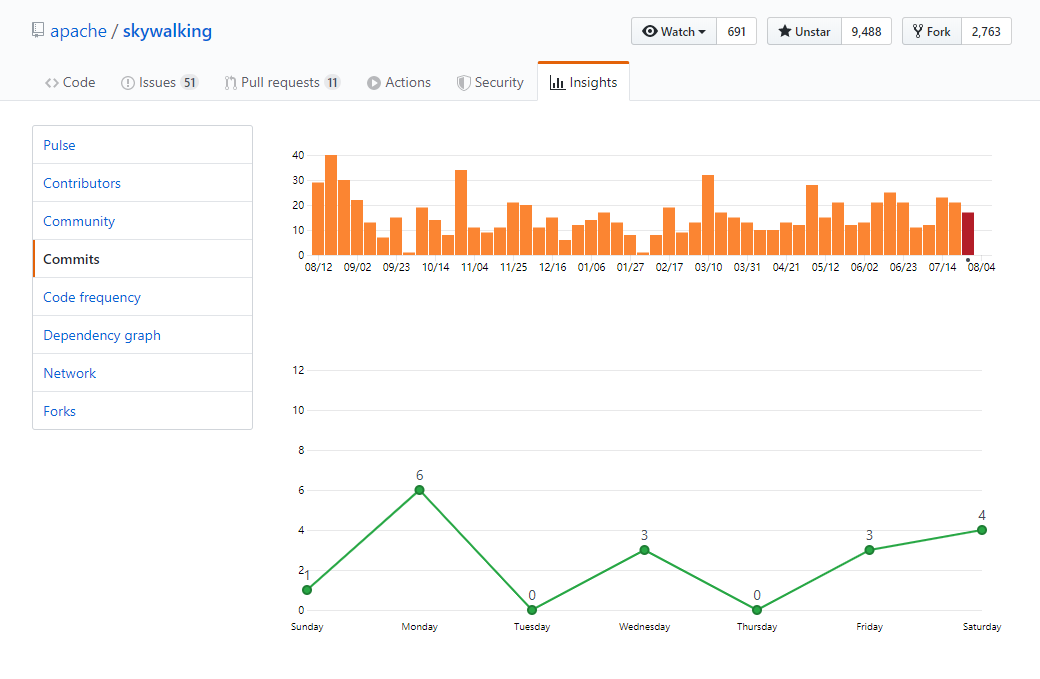 apache / skywalking
Watch 691 Unstar 9,488 Fork 2,763
Code Issues 51 Pull requests 11 Actions Security Insights
Pulse
Contributors
Community
Commits
Code frequency
Dependency graph
Network
Forks
40
30
20
10
0
08/12 09/02 09/23 10/14 11/04 11/25 12/16 01/06 01/27 02/17 03/10 03/31 04/21 05/12 06/02 06/23 07/14 08/04
12
10
8
6
4
2
0
1 6 0 3 0 3 4
Sunday Monday Tuesday Wednesday Thursday Friday Saturday